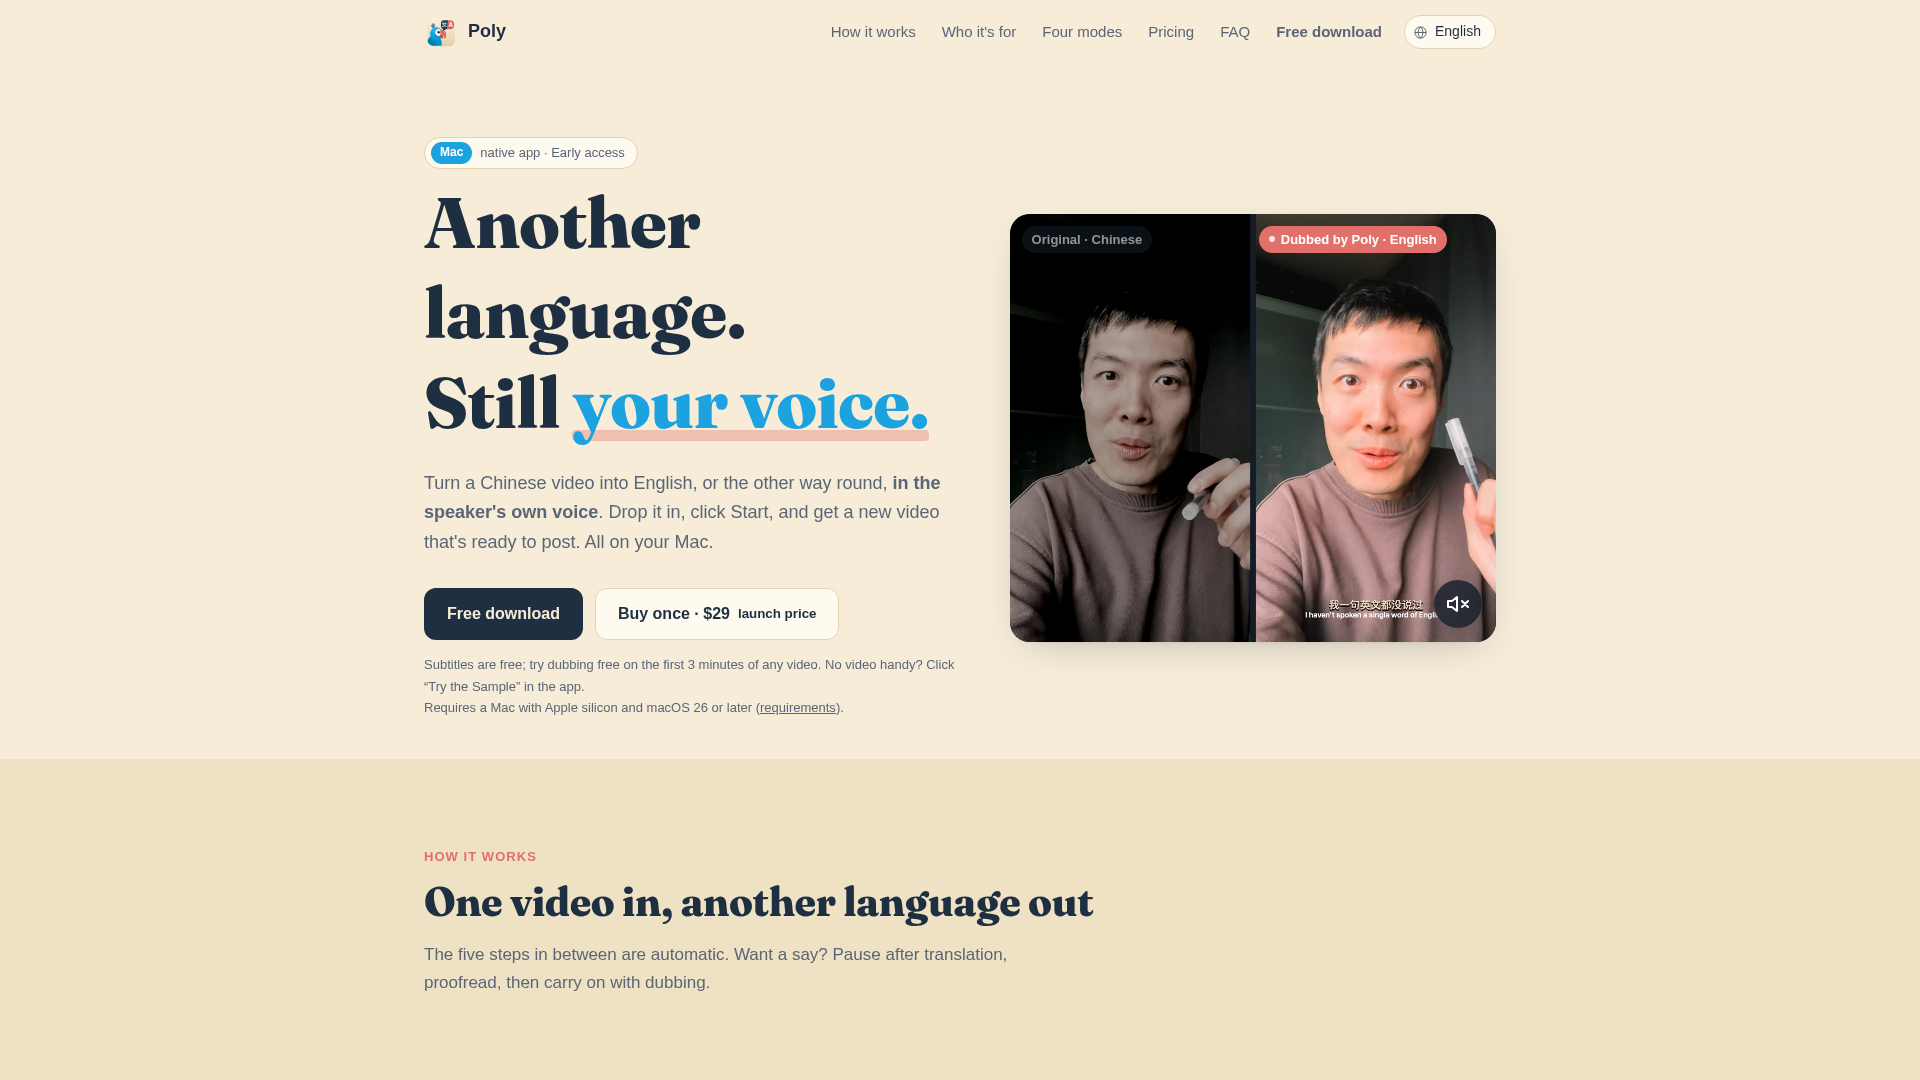 Poly
How it works
Who it's for
Four modes
Pricing
FAQ
Free download
English
Mac native app · Early access
Another
language.
Still your voice.
Turn a Chinese video into English, or the other way round, in the
speaker's own voice. Drop it in, click Start, and get a new video
that's ready to post. All on your Mac.
Free download
Buy once · $29 launch price
Subtitles are free; try dubbing free on the first 3 minutes of any video. No video handy? Click
“Try the Sample” in the app.
Requires a Mac with Apple silicon and macOS 26 or later (requirements).
Original · Chinese
Dubbed by Poly · English
我一句英文都没说过
I haven't spoken a single word of
HOW IT WORKS
One video in, another language out
The five steps in between are automatic. Want a say? Pause after translation,
proofread, then carry on with dubbing.